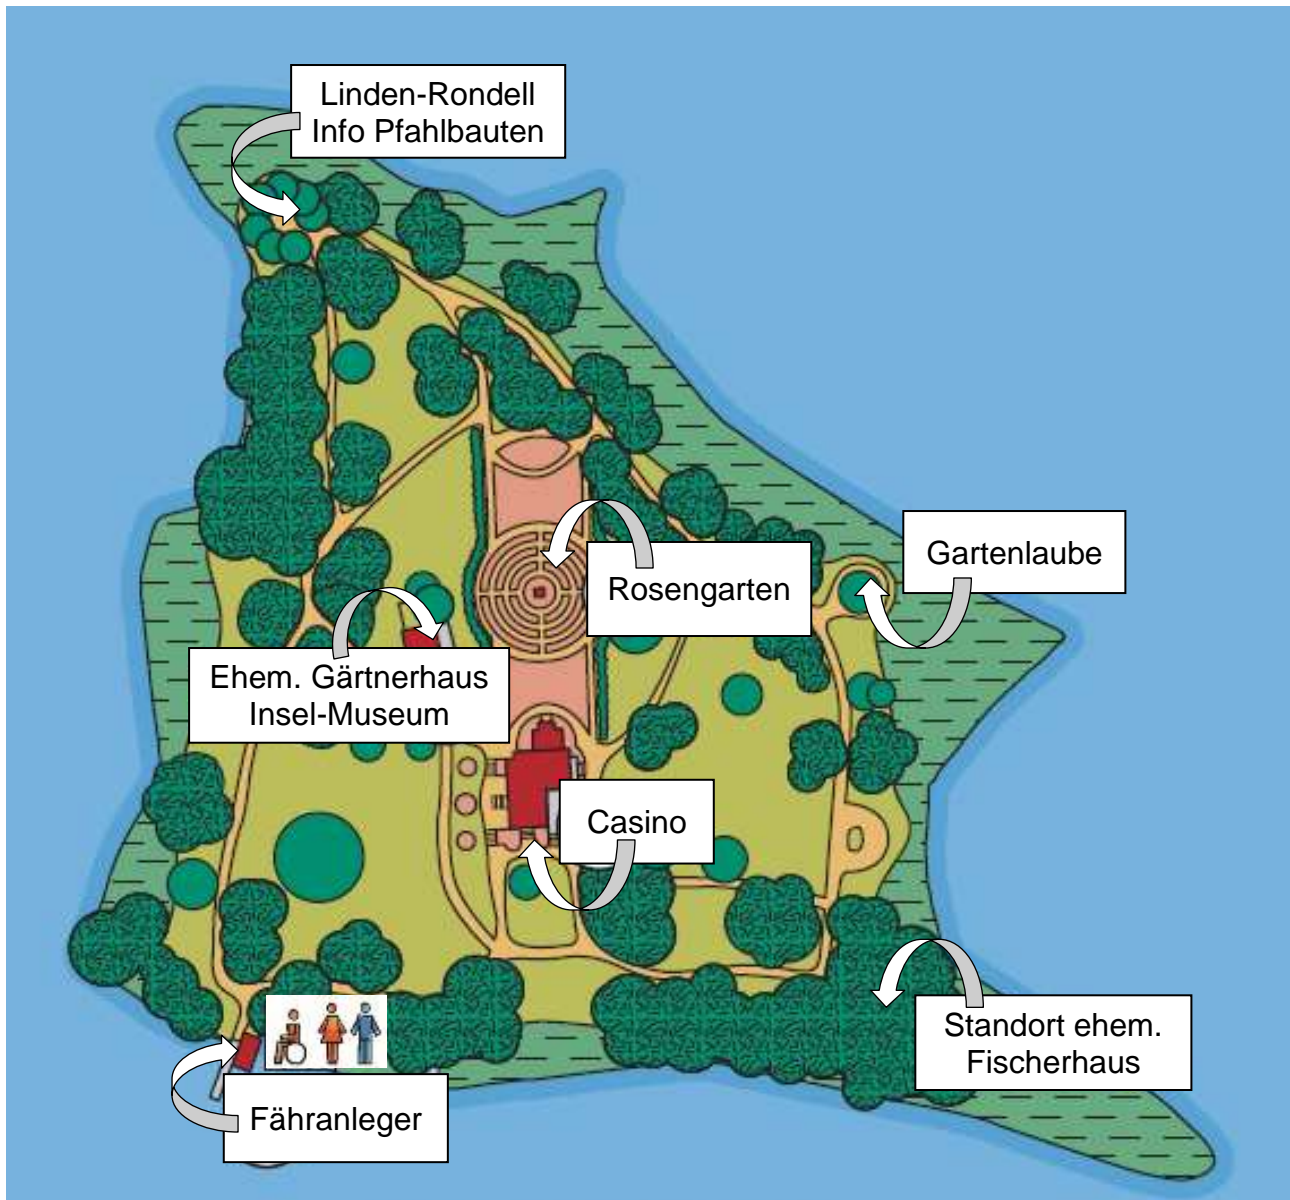 Linden-Rondell
Info Pfahlbauten
Gartenlaube
Rosengarten
Ehem. Gärtnerhaus
Insel-Museum
Casino
Standort ehem.
Fischerhaus
Fähranleger